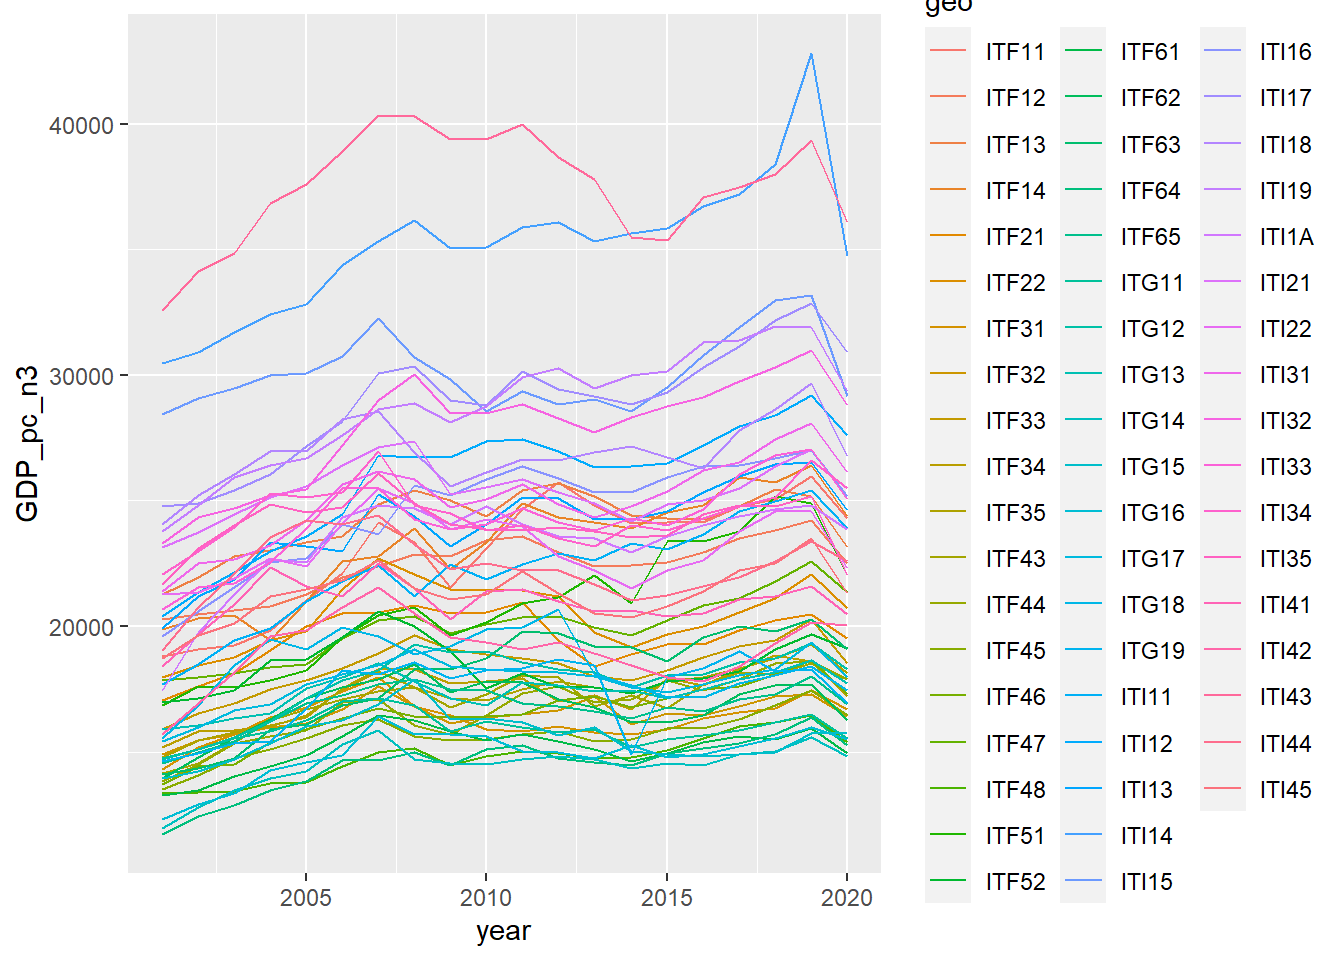 geo
40000
30000
20000
GDP_pc_n3
2005 2010 2015 2020
year
ITF11 ITF61 ITI16
ITF12 ITF62 ITI17
ITF13 ITF63 ITI18
ITF14 ITF64 ITI19
ITF21 ITF65 ITI1A
ITF22 ITG11 ITI21
ITF31 ITG12 ITI22
ITF32 ITG13 ITI31
ITF33 ITG14 ITI32
ITF34 ITG15 ITI33
ITF35 ITG16 ITI34
ITF43 ITG17 ITI35
ITF44 ITG18 ITI41
ITF45 ITG19 ITI42
ITF46 ITI11 ITI43
ITF47 ITI12 ITI44
ITF48 ITI13 ITI45
ITF51 ITI14
ITF52 ITI15